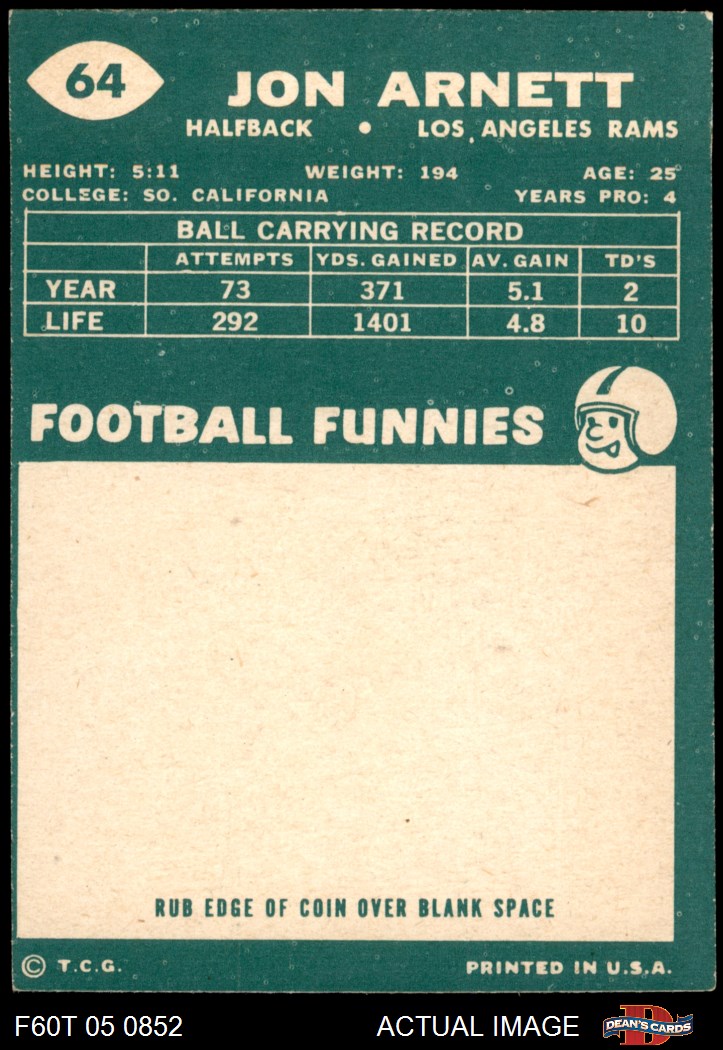 64
JON ARNETT
HALFBACK • LOS ANGELES RAMS
HEIGHT: 5:11 WEIGHT: 194 AGE: 25
COLLEGE: SO. CALIFORNIA YEARS PRO: 4
BALL CARRYING RECORD
ATTEMPTS YDS. GAINED AV. GAIN TD'S
YEAR 73 371 5.1 2
LIFE 292 1401 4.8 10
FOOTBALL FUNNIES
RUB EDGE OF COIN OVER BLANK SPACE
© T.C.G. PRINTED IN U.S.A.
F60T 05 0852 ACTUAL IMAGE D DEAN'S CARDS